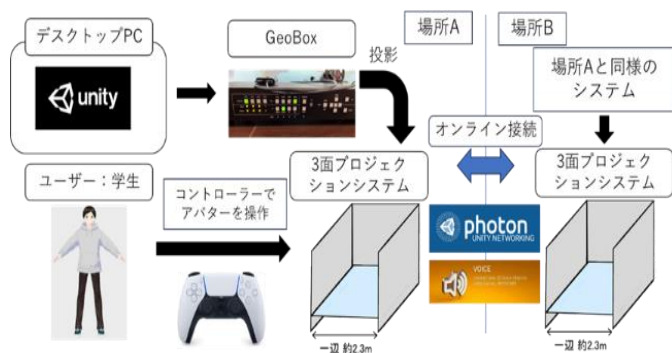 デスクトップPC
unity
GeoBox
投影
場所A
場所B
場所Aと同様の
システム
オンライン接続
ユーザー：学生
コントローラーで
アバターを操作
3面プロジェク
ションシステム
3面プロジェク
ションシステム
photon
UNITY NETWORKING
VOICE
一辺 約2.3m
一辺 約2.3m